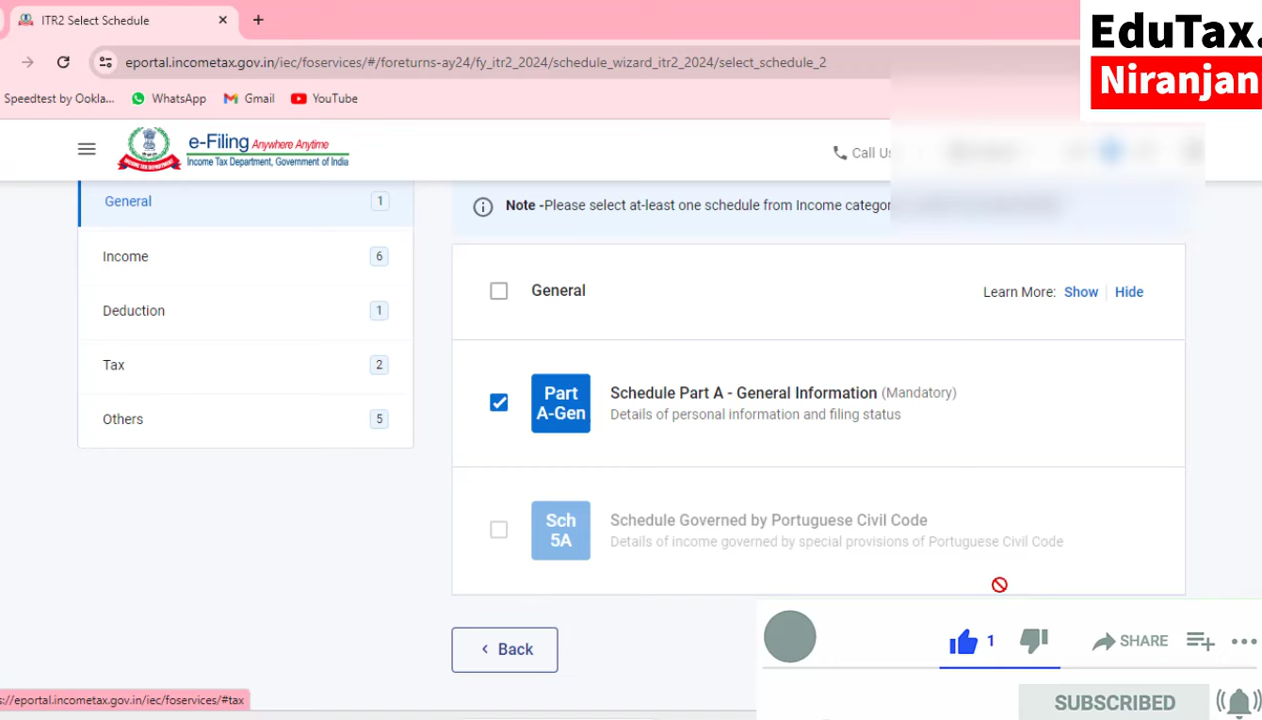 ITR2 Select Schedule
EduTax.
Niranjan
eportal.incometax.gov.in/iec/foservices/#/foreturns-ay24/fy_itr2_2024/schedule_wizard_itr2_2024/select_schedule_2
Speedtest by Ookla... WhatsApp Gmail YouTube
e-Filing Anywhere Anytime
Income Tax Department, Government of India
Call Us
General 1
Income 6
Deduction 1
Tax 2
Others 5
Note -Please select at-least one schedule from Income categor
General
Learn More: Show Hide
Part A-Gen
Schedule Part A - General Information (Mandatory)
Details of personal information and filing status
Sch 5A
Schedule Governed by Portuguese Civil Code
Details of income governed by special provisions of Portuguese Civil Code
< Back
1
SHARE
SUBSCRIBED
s://eportal.incometax.gov.in/iec/foservices/#tax